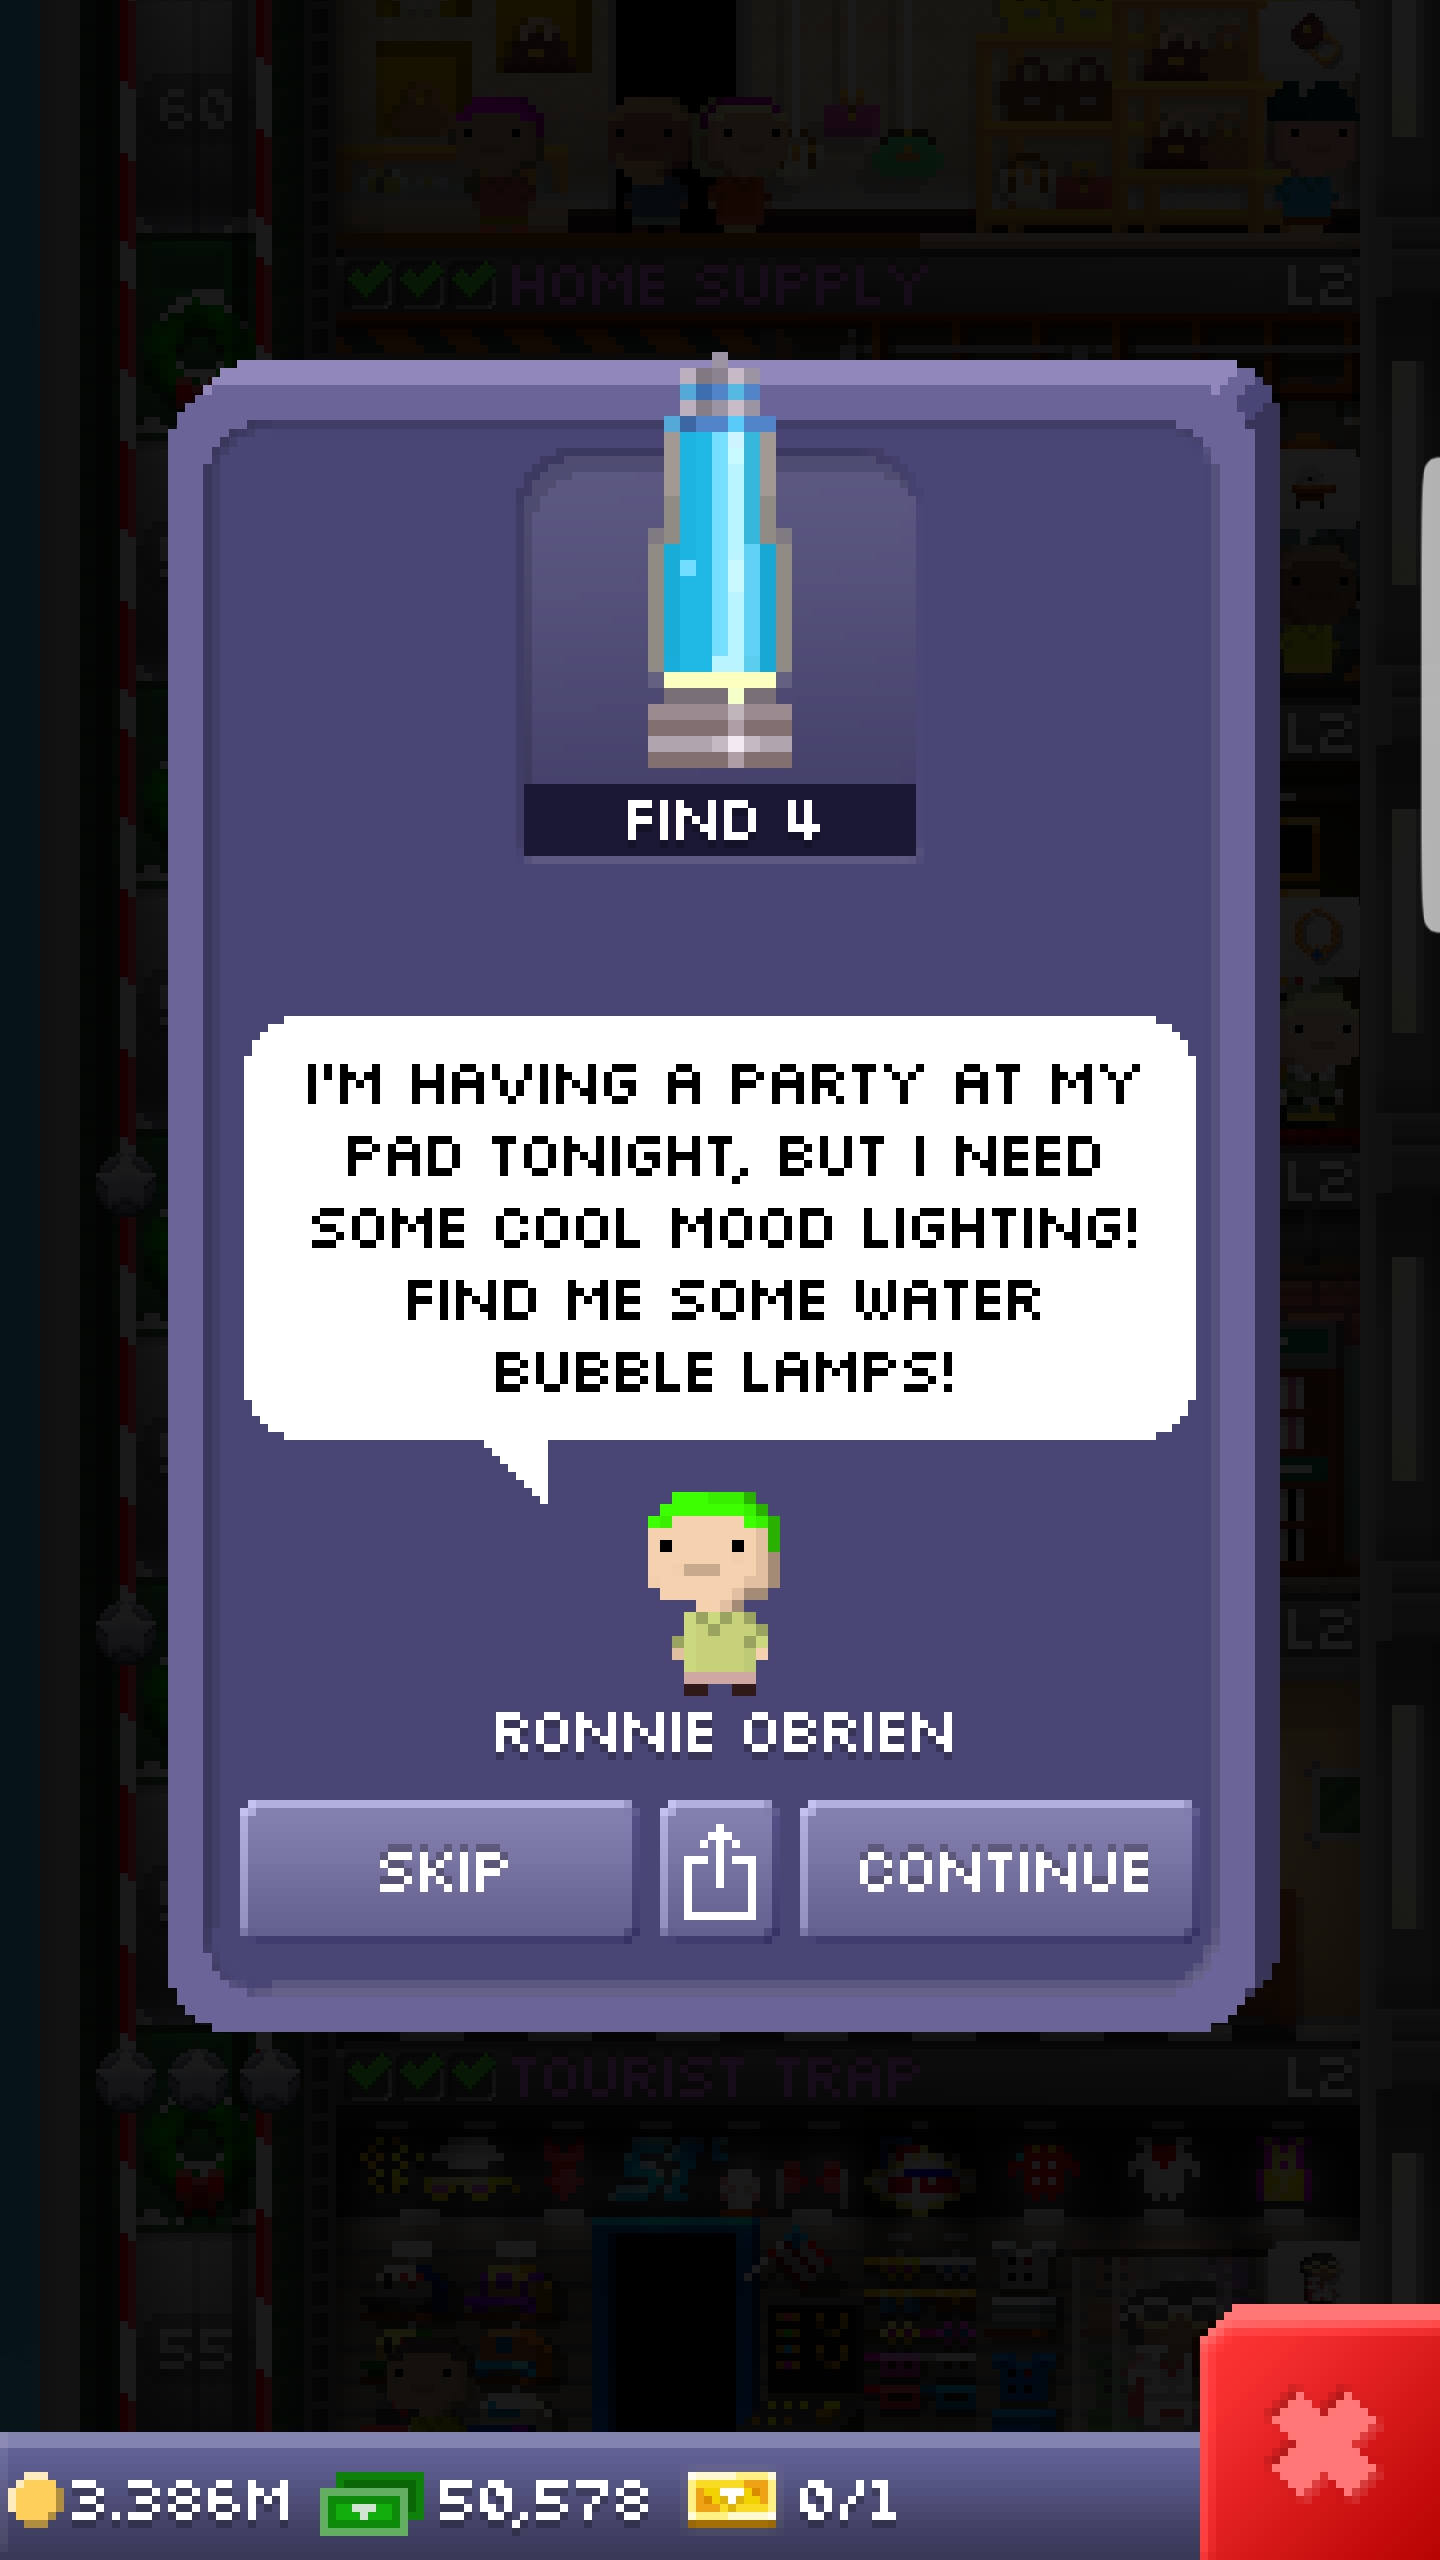 60
HOME SUPPLY L2
FIND 4
L2
I'M HAVING A PARTY AT MY
PAD TONIGHT, BUT I NEED
SOME COOL MOOD LIGHTING!
FIND ME SOME WATER
BUBBLE LAMPS!
L2
L2
RONNIE OBRIEN
SKIP
CONTINUE
TOURIST TRAP L2
55
3.386M 50,578 0/1